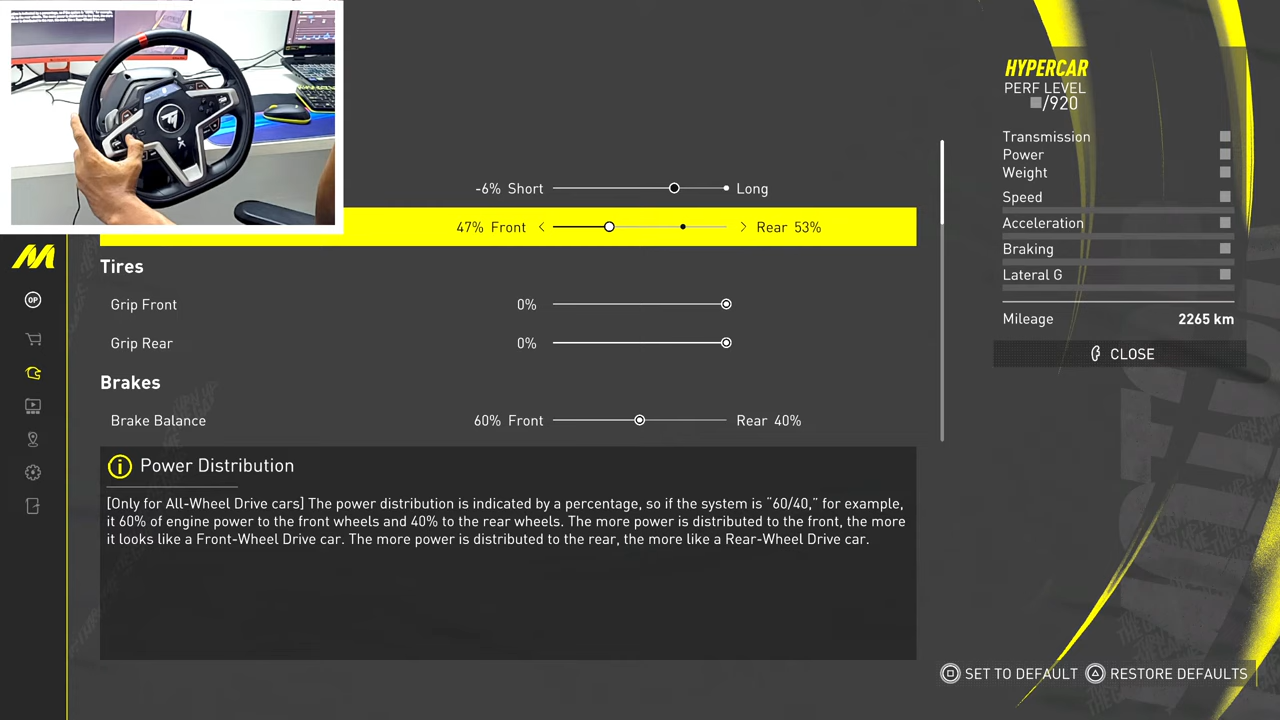 HYPERCAR
PERF LEVEL
/920
Transmission
Power
Weight
-6% Short Long
Speed
47% Front Rear 53%
Acceleration
Braking
Tires
Lateral G
Grip Front 0%
Mileage 2265 km
Grip Rear 0%
CLOSE
Brakes
Brake Balance 60% Front Rear 40%
Power Distribution
[Only for All-Wheel Drive cars] The power distribution is indicated by a percentage, so if the system is "60/40," for example,
it 60% of engine power to the front wheels and 40% to the rear wheels. The more power is distributed to the front, the more
it looks like a Front-Wheel Drive car. The more power is distributed to the rear, the more like a Rear-Wheel Drive car.
SET TO DEFAULT RESTORE DEFAULTS
OP